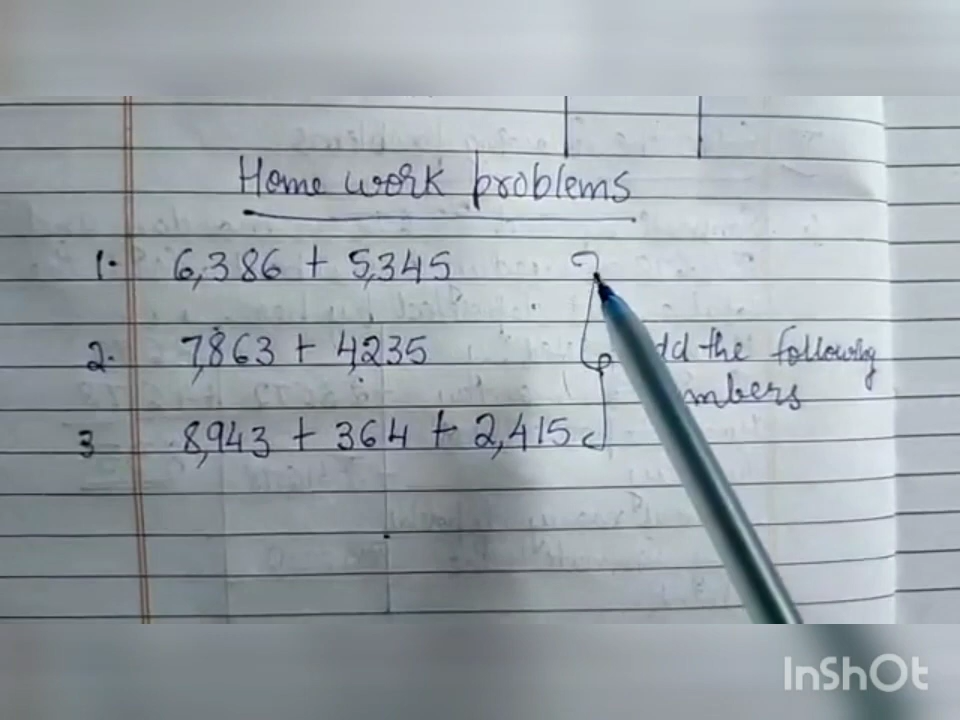 Home work problems
1. 6,386 + 5,345
2. 7,863 + 4,235
dd the following
mbers
3 8,943 + 364 + 2,415
InShOt